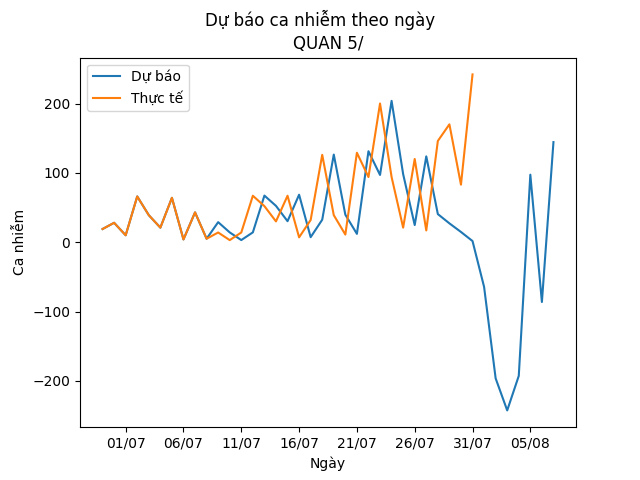 Dự báo ca nhiễm theo ngày
QUAN 5/
Dự báo
Thực tế
Ca nhiễm
200
100
0
−100
−200
01/07 06/07 11/07 16/07 21/07 26/07 31/07 05/08
Ngày